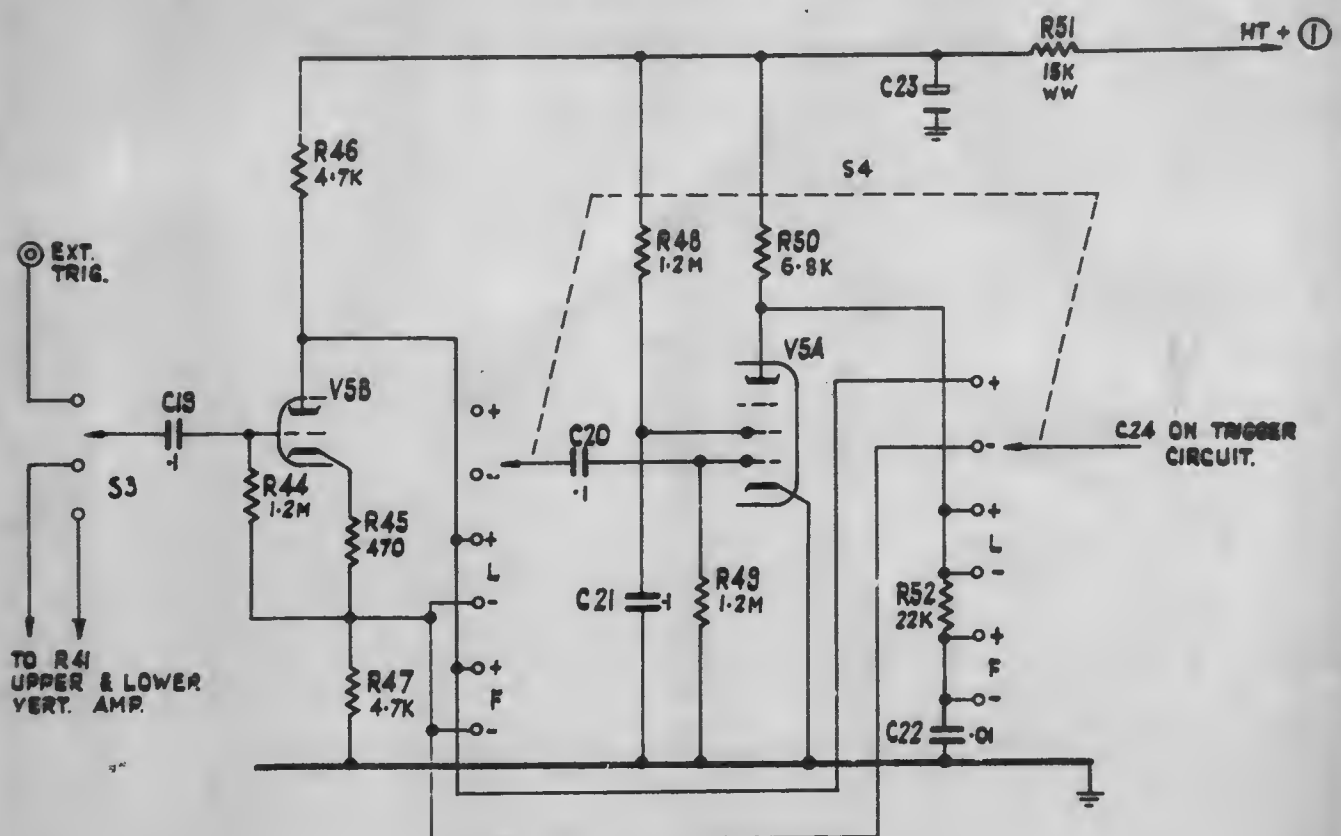 R51
15K
WW
HT + 1
C23
R46
4.7K
S4
EXT.
TRIG.
R48
1.2M
R50
6.8K
V5B
V5A
C19
.1
+
+
-
-
C20
.1
C24 ON TRIGGER
CIRCUIT.
S3
R44
1.2M
R45
470
+
L
-
+
L
-
C21
.1
R49
1.2M
R52
22K
TO R41
UPPER & LOWER
VERT. AMP.
R47
4.7K
+
F
-
+
F
-
C22
.01